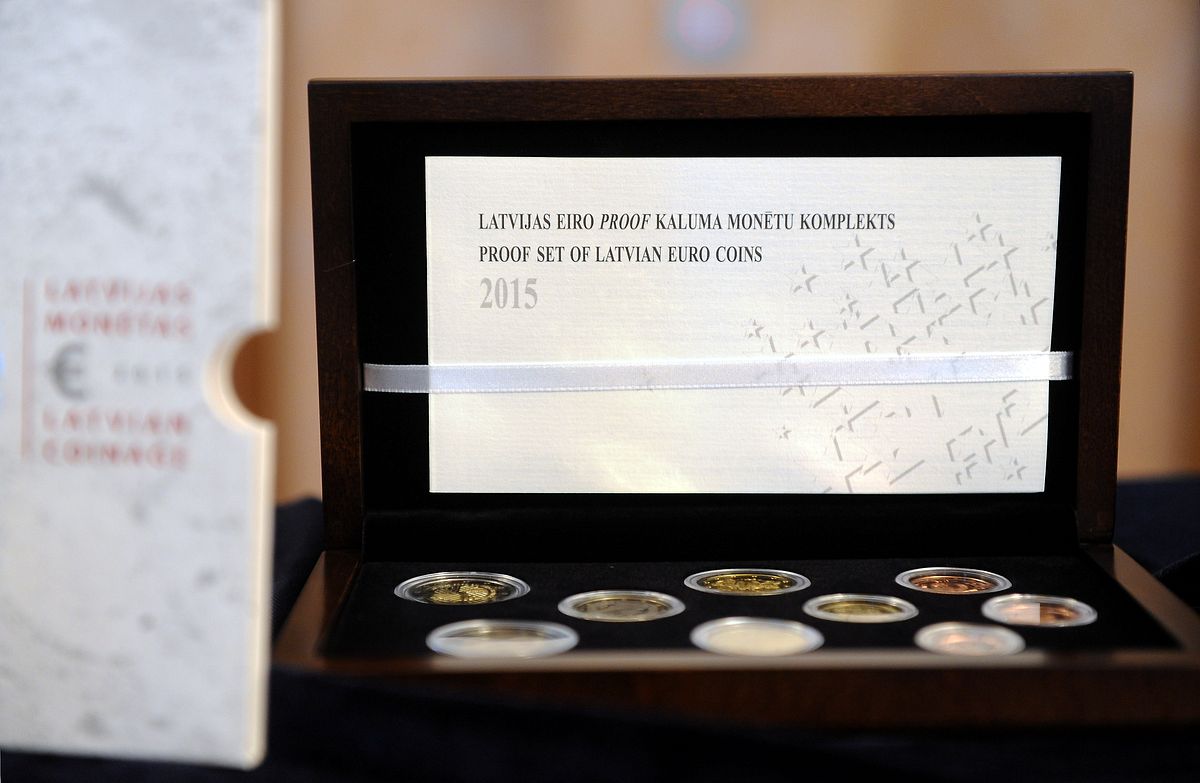 LATVIJAS
MONĒTAS
€
LATVIAN
COINAGE
LATVIJAS EIRO PROOF KALUMA MONĒTU KOMPLEKTS
PROOF SET OF LATVIAN EURO COINS
2015